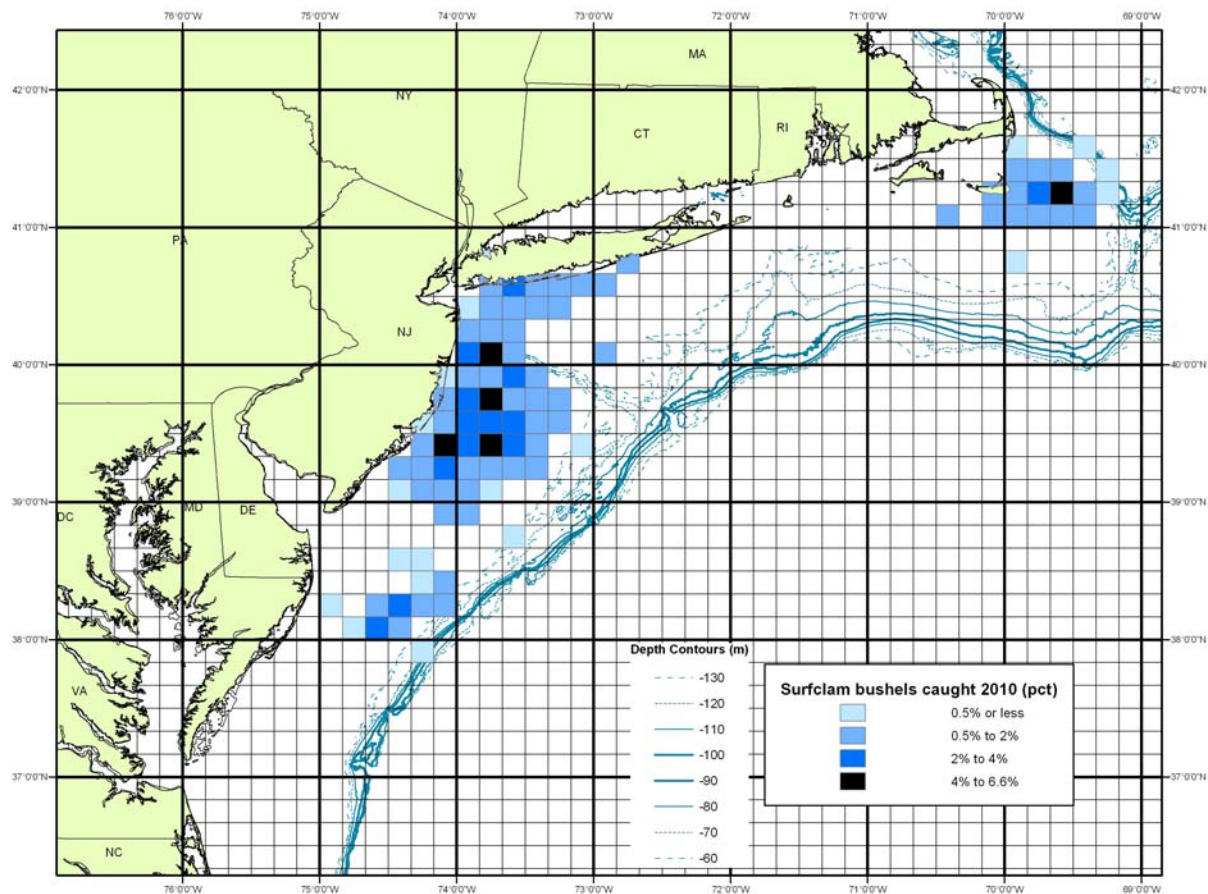 76°0'0"W 75°0'0"W 74°0'0"W 73°0'0"W 72°0'0"W 71°0'0"W 70°0'0"W 69°0'0"W
MA
42°0'0"N 42°0'0"N
NY
CT RI
41°0'0"N 41°0'0"N
PA
NJ
40°0'0"N 40°0'0"N
39°0'0"N 39°0'0"N
DC MD DE
38°0'0"N 38°0'0"N
Depth Contours (m)
-130
-120
-110
-100
-90
-80
-70
-60
Surfclam bushels caught 2010 (pct)
0.5% or less
0.5% to 2%
2% to 4%
4% to 6.6%
VA
37°0'0"N 37°0'0"N
NC
76°0'0"W 75°0'0"W 74°0'0"W 73°0'0"W 72°0'0"W 71°0'0"W 70°0'0"W 69°0'0"W